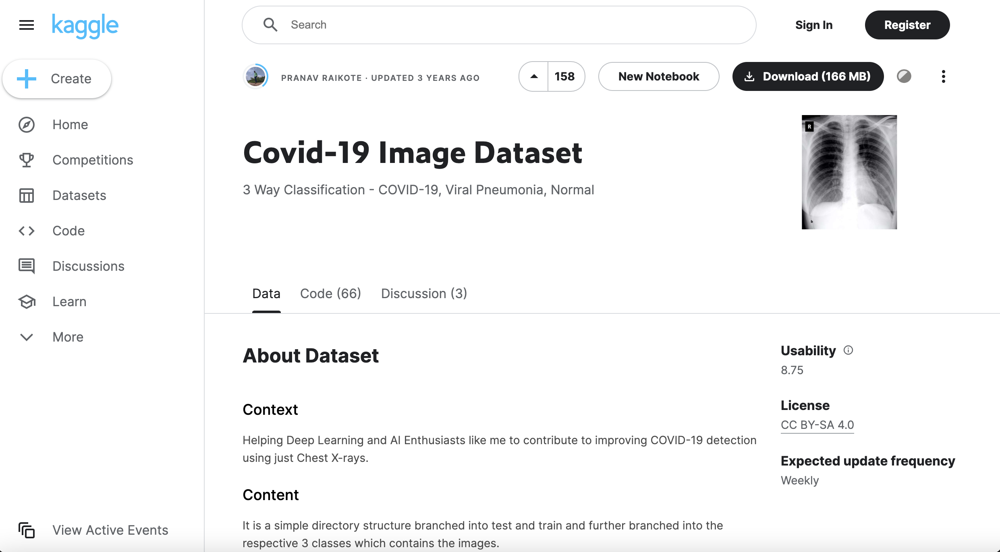 kaggle
Search
Sign In
Register
Create
PRANAV RAIKOTE · UPDATED 3 YEARS AGO
158
New Notebook
Download (166 MB)
Home
Competitions
Datasets
Code
Discussions
Learn
More
View Active Events
Covid-19 Image Dataset
3 Way Classification - COVID-19, Viral Pneumonia, Normal
R
b
Data
Code (66)
Discussion (3)
About Dataset
Context
Helping Deep Learning and AI Enthusiasts like me to contribute to improving COVID-19 detection
using just Chest X-rays.
Content
It is a simple directory structure branched into test and train and further branched into the
respective 3 classes which contains the images.
Usability
8.75
License
CC BY-SA 4.0
Expected update frequency
Weekly